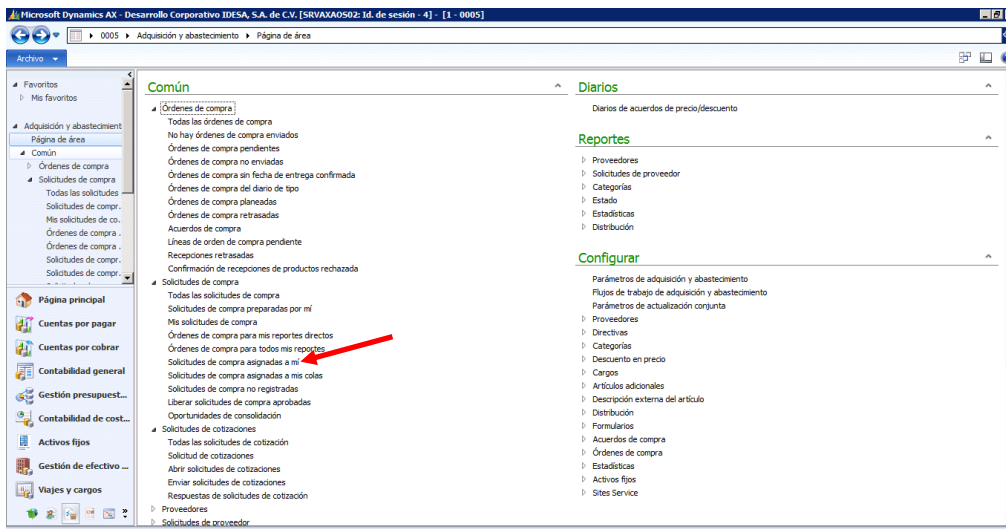 Microsoft Dynamics AX - Desarrollo Corporativo IDESA, S.A. de C.V. [SRVAXAOS02: Id. de sesión - 4] - [1 - 0005]
0005 Adquisición y abastecimiento Página de área
Archivo
Favoritos
Mis favoritos
Adquisición y abastecimient
Página de área
Común
Órdenes de compra
Solicitudes de compra
Todas las solicitudes
Solicitudes de compr.
Mis solicitudes de co..
Órdenes de compra .
Órdenes de compra .
Solicitudes de compr.
Solicitudes de compr.
Página principal
Cuentas por pagar
Cuentas por cobrar
Contabilidad general
Gestión presupuest...
Contabilidad de cost...
Activos fijos
Gestión de efectivo ...
Viajes y cargos
Común
Órdenes de compra
Todas las órdenes de compra
No hay órdenes de compra enviados
Órdenes de compra pendientes
Órdenes de compra no enviadas
Órdenes de compra sin fecha de entrega confirmada
Órdenes de compra del diario de tipo
Órdenes de compra planeadas
Órdenes de compra retrasadas
Acuerdos de compra
Líneas de orden de compra pendiente
Recepciones retrasadas
Confirmación de recepciones de productos rechazada
Solicitudes de compra
Todas las solicitudes de compra
Solicitudes de compra preparadas por mí
Mis solicitudes de compra
Órdenes de compra para mis reportes directos
Órdenes de compra para todos mis reportes
Solicitudes de compra asignadas a mí
Solicitudes de compra asignadas a mis colas
Solicitudes de compra no registradas
Liberar solicitudes de compra aprobadas
Oportunidades de consolidación
Solicitudes de cotizaciones
Todas las solicitudes de cotización
Solicitud de cotizaciones
Abrir solicitudes de cotizaciones
Enviar solicitudes de cotizaciones
Respuestas de solicitudes de cotización
Proveedores
Solicitudes de proveedor
Diarios
Diarios de acuerdos de precio/descuento
Reportes
Proveedores
Solicitudes de proveedor
Categorías
Estado
Estadísticas
Distribución
Configurar
Parámetros de adquisición y abastecimiento
Flujos de trabajo de adquisición y abastecimiento
Parámetros de actualización conjunta
Proveedores
Directivas
Categorías
Descuento en precio
Cargos
Artículos adicionales
Descripción externa del artículo
Distribución
Formularios
Acuerdos de compra
Órdenes de compra
Estadísticas
Activos fijos
Sites Service